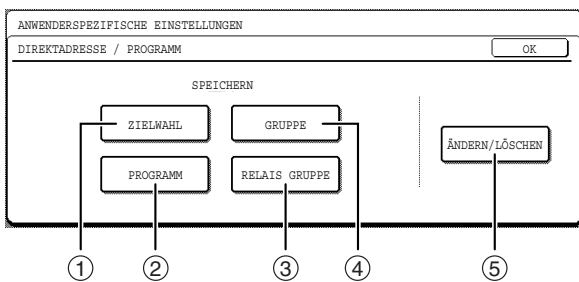 ANWENDERSPEZIFISCHE EINSTELLUNGEN
DIREKTADRESSE / PROGRAMM OK
SPEICHERN
ZIELWAHL GRUPPE
ÄNDERN/LÖSCHEN
PROGRAMM RELAIS GRUPPE
1 2 3 4 5